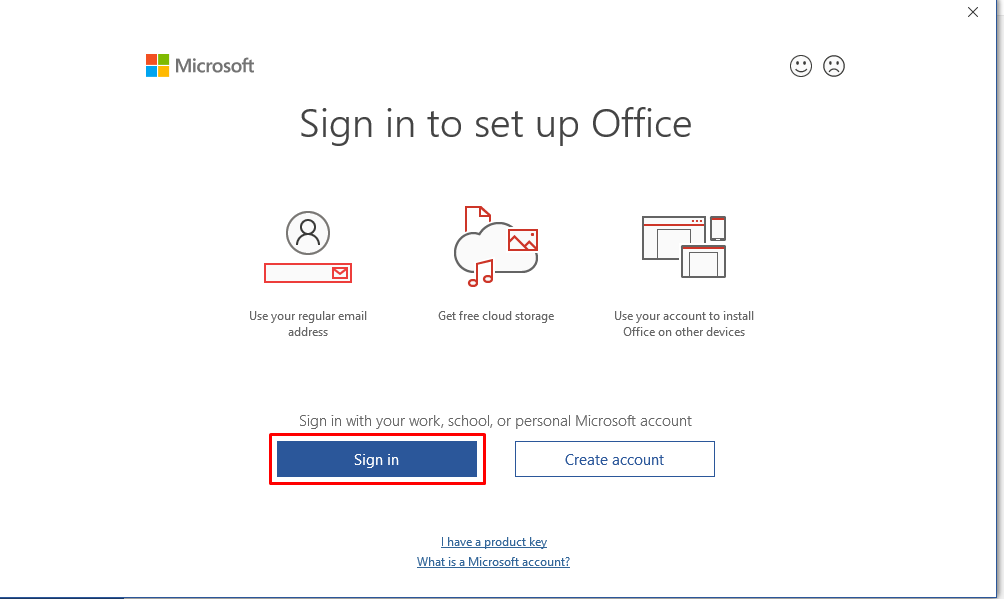 Microsoft
Sign in to set up Office
Use your regular email
address
Get free cloud storage
Use your account to install
Office on other devices
Sign in with your work, school, or personal Microsoft account
Sign in
Create account
I have a product key
What is a Microsoft account?